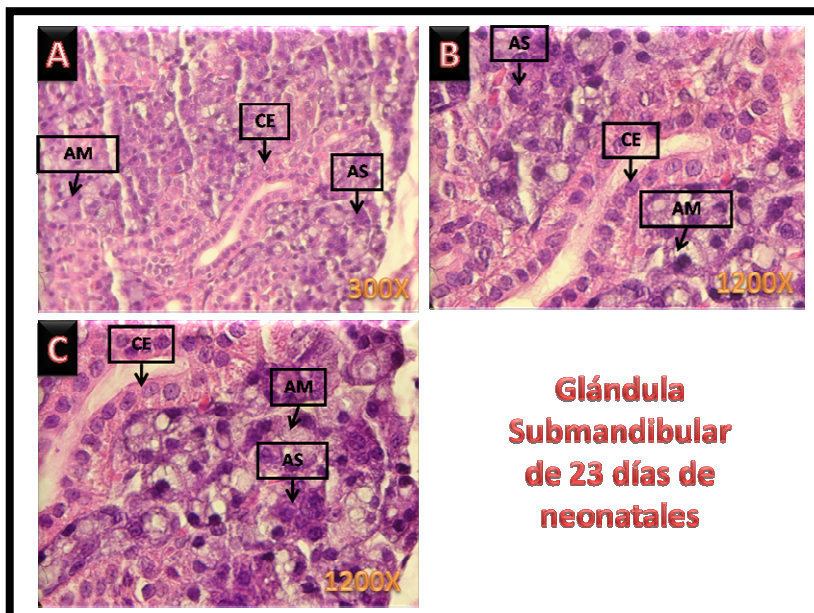 A
AM
CE
AS
300X
B
AS
CE
AM
1200X
C
CE
AM
AS
1200X
Glándula
Submandibular
de 23 días de
neonatales